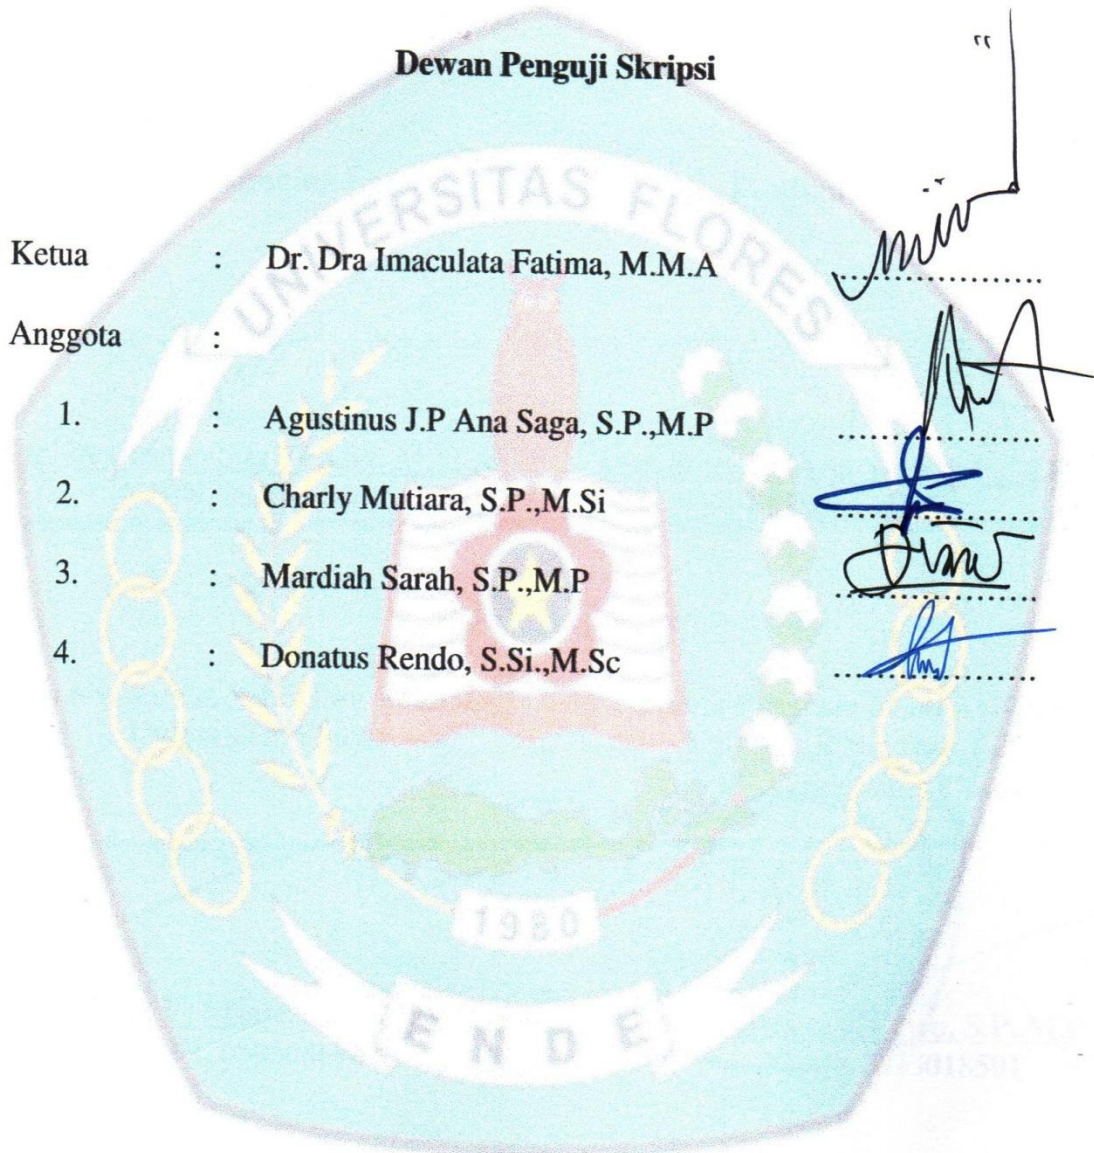 Dewan Penguji Skripsi
UNIVERSITAS FLORES
Ketua : Dr. Dra Imaculata Fatima, M.M.A
Anggota :
1. : Agustinus J.P Ana Saga, S.P.,M.P
2. : Charly Mutiara, S.P.,M.Si
3. : Mardiah Sarah, S.P.,M.P
4. : Donatus Rendo, S.Si.,M.Sc
1980
ENDE